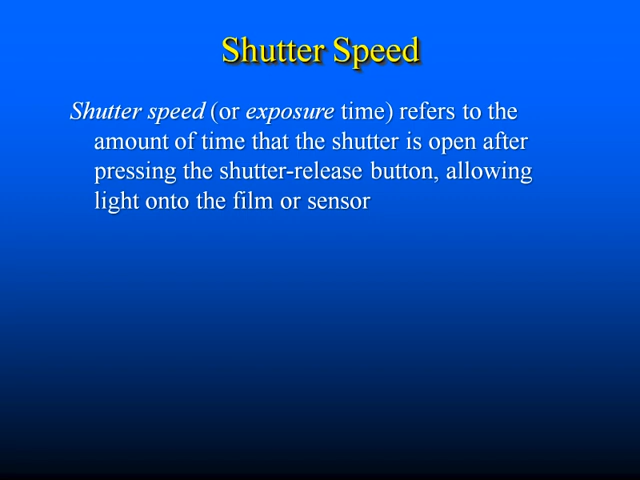 Shutter Speed
Shutter speed (or exposure time) refers to the
amount of time that the shutter is open after
pressing the shutter-release button, allowing
light onto the film or sensor